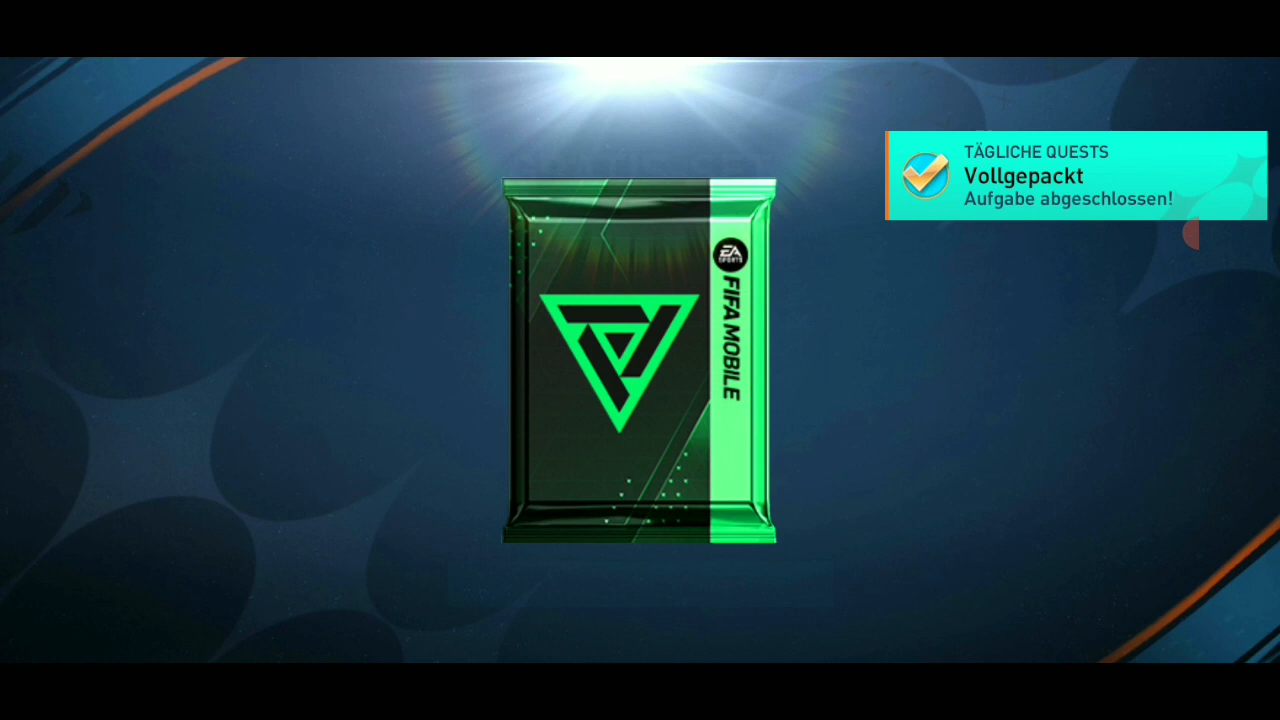 TÄGLICHE QUESTS
Vollgepackt
Aufgabe abgeschlossen!
EA
SPORTS
FIFA MOBILE